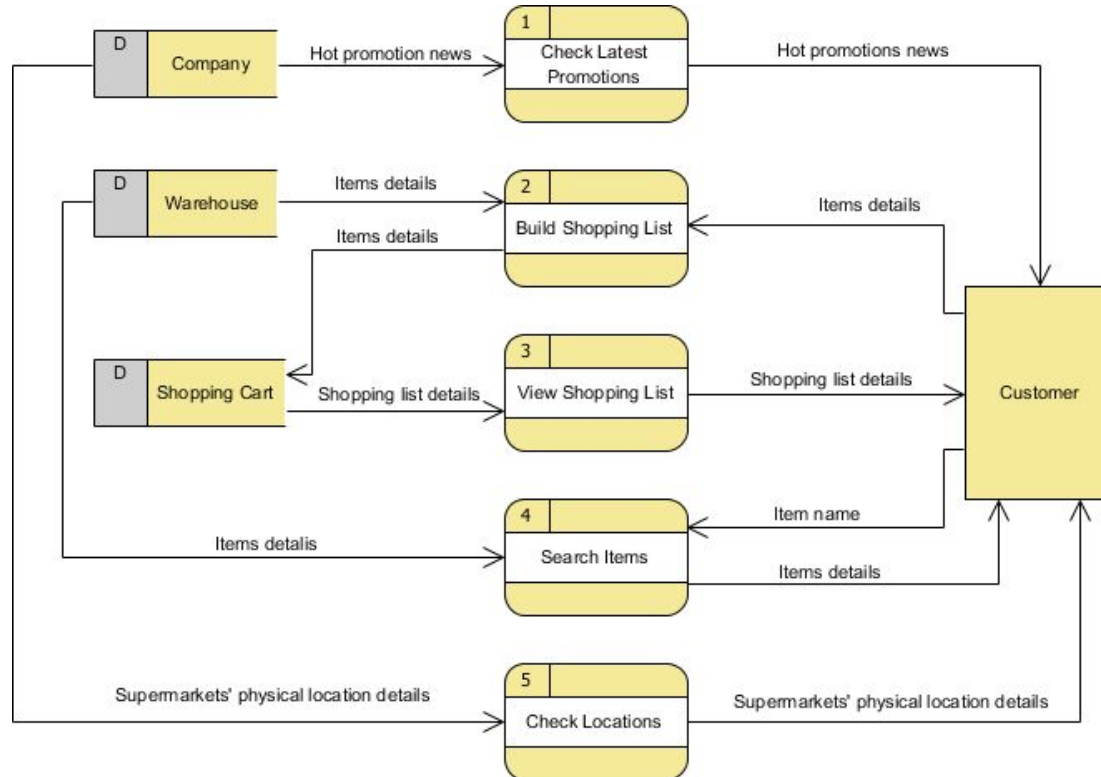 1
D
Company
Hot promotion news
Check Latest
Promotions
Hot promotions news
D
Warehouse
Items details
2
Build Shopping List
Items details
Items details
D
Shopping Cart
Shopping list details
3
View Shopping List
Shopping list details
Customer
4
Item name
Items detalis
Search Items
Items details
5
Supermarkets' physical location details
Check Locations
Supermarkets' physical location details